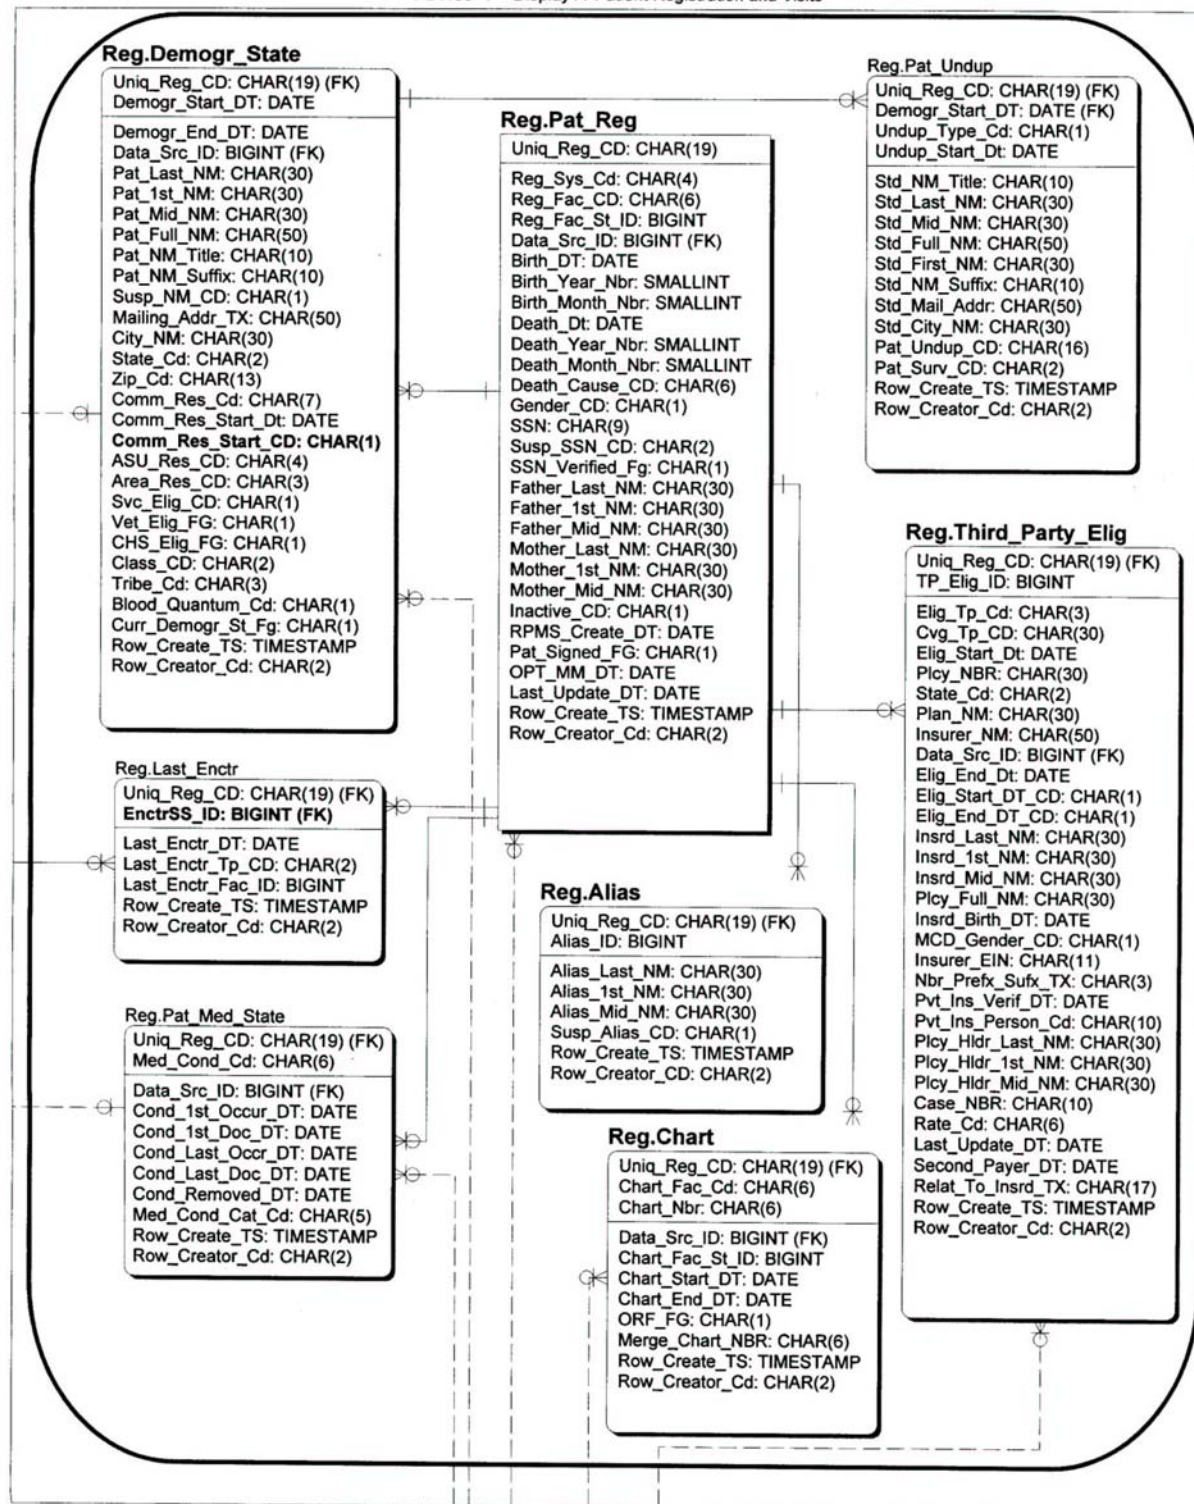 Reg.Demogr_State
Uniq_Reg_CD: CHAR(19) (FK)
Demogr_Start_DT: DATE
Demogr_End_DT: DATE
Data_Src_ID: BIGINT (FK)
Pat_Last_NM: CHAR(30)
Pat_1st_NM: CHAR(30)
Pat_Mid_NM: CHAR(30)
Pat_Full_NM: CHAR(50)
Pat_NM_Title: CHAR(10)
Pat_NM_Suffix: CHAR(10)
Susp_NM_CD: CHAR(1)
Mailing_Addr_TX: CHAR(50)
City_NM: CHAR(30)
State_Cd: CHAR(2)
Zip_Cd: CHAR(13)
Comm_Res_Cd: CHAR(7)
Comm_Res_Start_Dt: DATE
Comm_Res_Start_CD: CHAR(1)
ASU_Res_CD: CHAR(4)
Area_Res_CD: CHAR(3)
Svc_Elig_CD: CHAR(1)
Vet_Elig_FG: CHAR(1)
CHS_Elig_FG: CHAR(1)
Class_CD: CHAR(2)
Tribe_Cd: CHAR(3)
Blood_Quantum_Cd: CHAR(1)
Curr_Demogr_St_Fg: CHAR(1)
Row_Create_TS: TIMESTAMP
Row_Creator_Cd: CHAR(2)
Reg.Pat_Reg
Uniq_Reg_CD: CHAR(19)
Reg_Sys_Cd: CHAR(4)
Reg_Fac_CD: CHAR(6)
Reg_Fac_St_ID: BIGINT
Data_Src_ID: BIGINT (FK)
Birth_DT: DATE
Birth_Year_Nbr: SMALLINT
Birth_Month_Nbr: SMALLINT
Death_Dt: DATE
Death_Year_Nbr: SMALLINT
Death_Month_Nbr: SMALLINT
Death_Cause_CD: CHAR(6)
Gender_CD: CHAR(1)
SSN: CHAR(9)
Susp_SSN_CD: CHAR(2)
SSN_Verified_Fg: CHAR(1)
Father_Last_NM: CHAR(30)
Father_1st_NM: CHAR(30)
Father_Mid_NM: CHAR(30)
Mother_Last_NM: CHAR(30)
Mother_1st_NM: CHAR(30)
Mother_Mid_NM: CHAR(30)
Inactive_CD: CHAR(1)
RPMS_Create_DT: DATE
Pat_Signed_FG: CHAR(1)
OPT_MM_DT: DATE
Last_Update_DT: DATE
Row_Create_TS: TIMESTAMP
Row_Creator_Cd: CHAR(2)
Reg.Pat_Undup
Uniq_Reg_CD: CHAR(19) (FK)
Demogr_Start_DT: DATE (FK)
Undup_Type_Cd: CHAR(1)
Undup_Start_Dt: DATE
Std_NM_Title: CHAR(10)
Std_Last_NM: CHAR(30)
Std_Mid_NM: CHAR(30)
Std_Full_NM: CHAR(50)
Std_First_NM: CHAR(30)
Std_NM_Suffix: CHAR(10)
Std_Mail_Addr: CHAR(50)
Std_City_NM: CHAR(30)
Pat_Undup_CD: CHAR(16)
Pat_Surv_CD: CHAR(2)
Row_Create_TS: TIMESTAMP
Row_Creator_Cd: CHAR(2)
Reg.Third_Party_Elig
Uniq_Reg_CD: CHAR(19) (FK)
TP_Elig_ID: BIGINT
Elig_Tp_Cd: CHAR(3)
Cvg_Tp_CD: CHAR(30)
Elig_Start_Dt: DATE
Plcy_NBR: CHAR(30)
State_Cd: CHAR(2)
Plan_NM: CHAR(30)
Insurer_NM: CHAR(50)
Data_Src_ID: BIGINT (FK)
Elig_End_Dt: DATE
Elig_Start_DT_CD: CHAR(1)
Elig_End_DT_CD: CHAR(1)
Insrd_Last_NM: CHAR(30)
Insrd_1st_NM: CHAR(30)
Insrd_Mid_NM: CHAR(30)
Plcy_Full_NM: CHAR(30)
Insrd_Birth_DT: DATE
MCD_Gender_CD: CHAR(1)
Insurer_EIN: CHAR(11)
Nbr_Prefx_Sufx_TX: CHAR(3)
Pvt_Ins_Verif_DT: DATE
Pvt_Ins_Person_Cd: CHAR(10)
Plcy_Hldr_Last_NM: CHAR(30)
Plcy_Hldr_1st_NM: CHAR(30)
Plcy_Hldr_Mid_NM: CHAR(30)
Case_NBR: CHAR(10)
Rate_Cd: CHAR(6)
Last_Update_DT: DATE
Second_Payer_DT: DATE
Relat_To_Insrd_TX: CHAR(17)
Row_Create_TS: TIMESTAMP
Row_Creator_Cd: CHAR(2)
Reg.Last_Enctr
Uniq_Reg_CD: CHAR(19) (FK)
EnctrSS_ID: BIGINT (FK)
Last_Enctr_DT: DATE
Last_Enctr_Tp_CD: CHAR(2)
Last_Enctr_Fac_ID: BIGINT
Row_Create_TS: TIMESTAMP
Row_Creator_Cd: CHAR(2)
Reg.Alias
Uniq_Reg_CD: CHAR(19) (FK)
Alias_ID: BIGINT
Alias_Last_NM: CHAR(30)
Alias_1st_NM: CHAR(30)
Alias_Mid_NM: CHAR(30)
Susp_Alias_CD: CHAR(1)
Row_Create_TS: TIMESTAMP
Row_Creator_CD: CHAR(2)
Reg.Pat_Med_State
Uniq_Reg_CD: CHAR(19) (FK)
Med_Cond_Cd: CHAR(6)
Data_Src_ID: BIGINT (FK)
Cond_1st_Occur_DT: DATE
Cond_1st_Doc_DT: DATE
Cond_Last_Occr_DT: DATE
Cond_Last_Doc_DT: DATE
Cond_Removed_DT: DATE
Med_Cond_Cat_Cd: CHAR(5)
Row_Create_TS: TIMESTAMP
Row_Creator_Cd: CHAR(2)
Reg.Chart
Uniq_Reg_CD: CHAR(19) (FK)
Chart_Fac_Cd: CHAR(6)
Chart_Nbr: CHAR(6)
Data_Src_ID: BIGINT (FK)
Chart_Fac_St_ID: BIGINT
Chart_Start_DT: DATE
Chart_End_DT: DATE
ORF_FG: CHAR(1)
Merge_Chart_NBR: CHAR(6)
Row_Create_TS: TIMESTAMP
Row_Creator_Cd: CHAR(2)